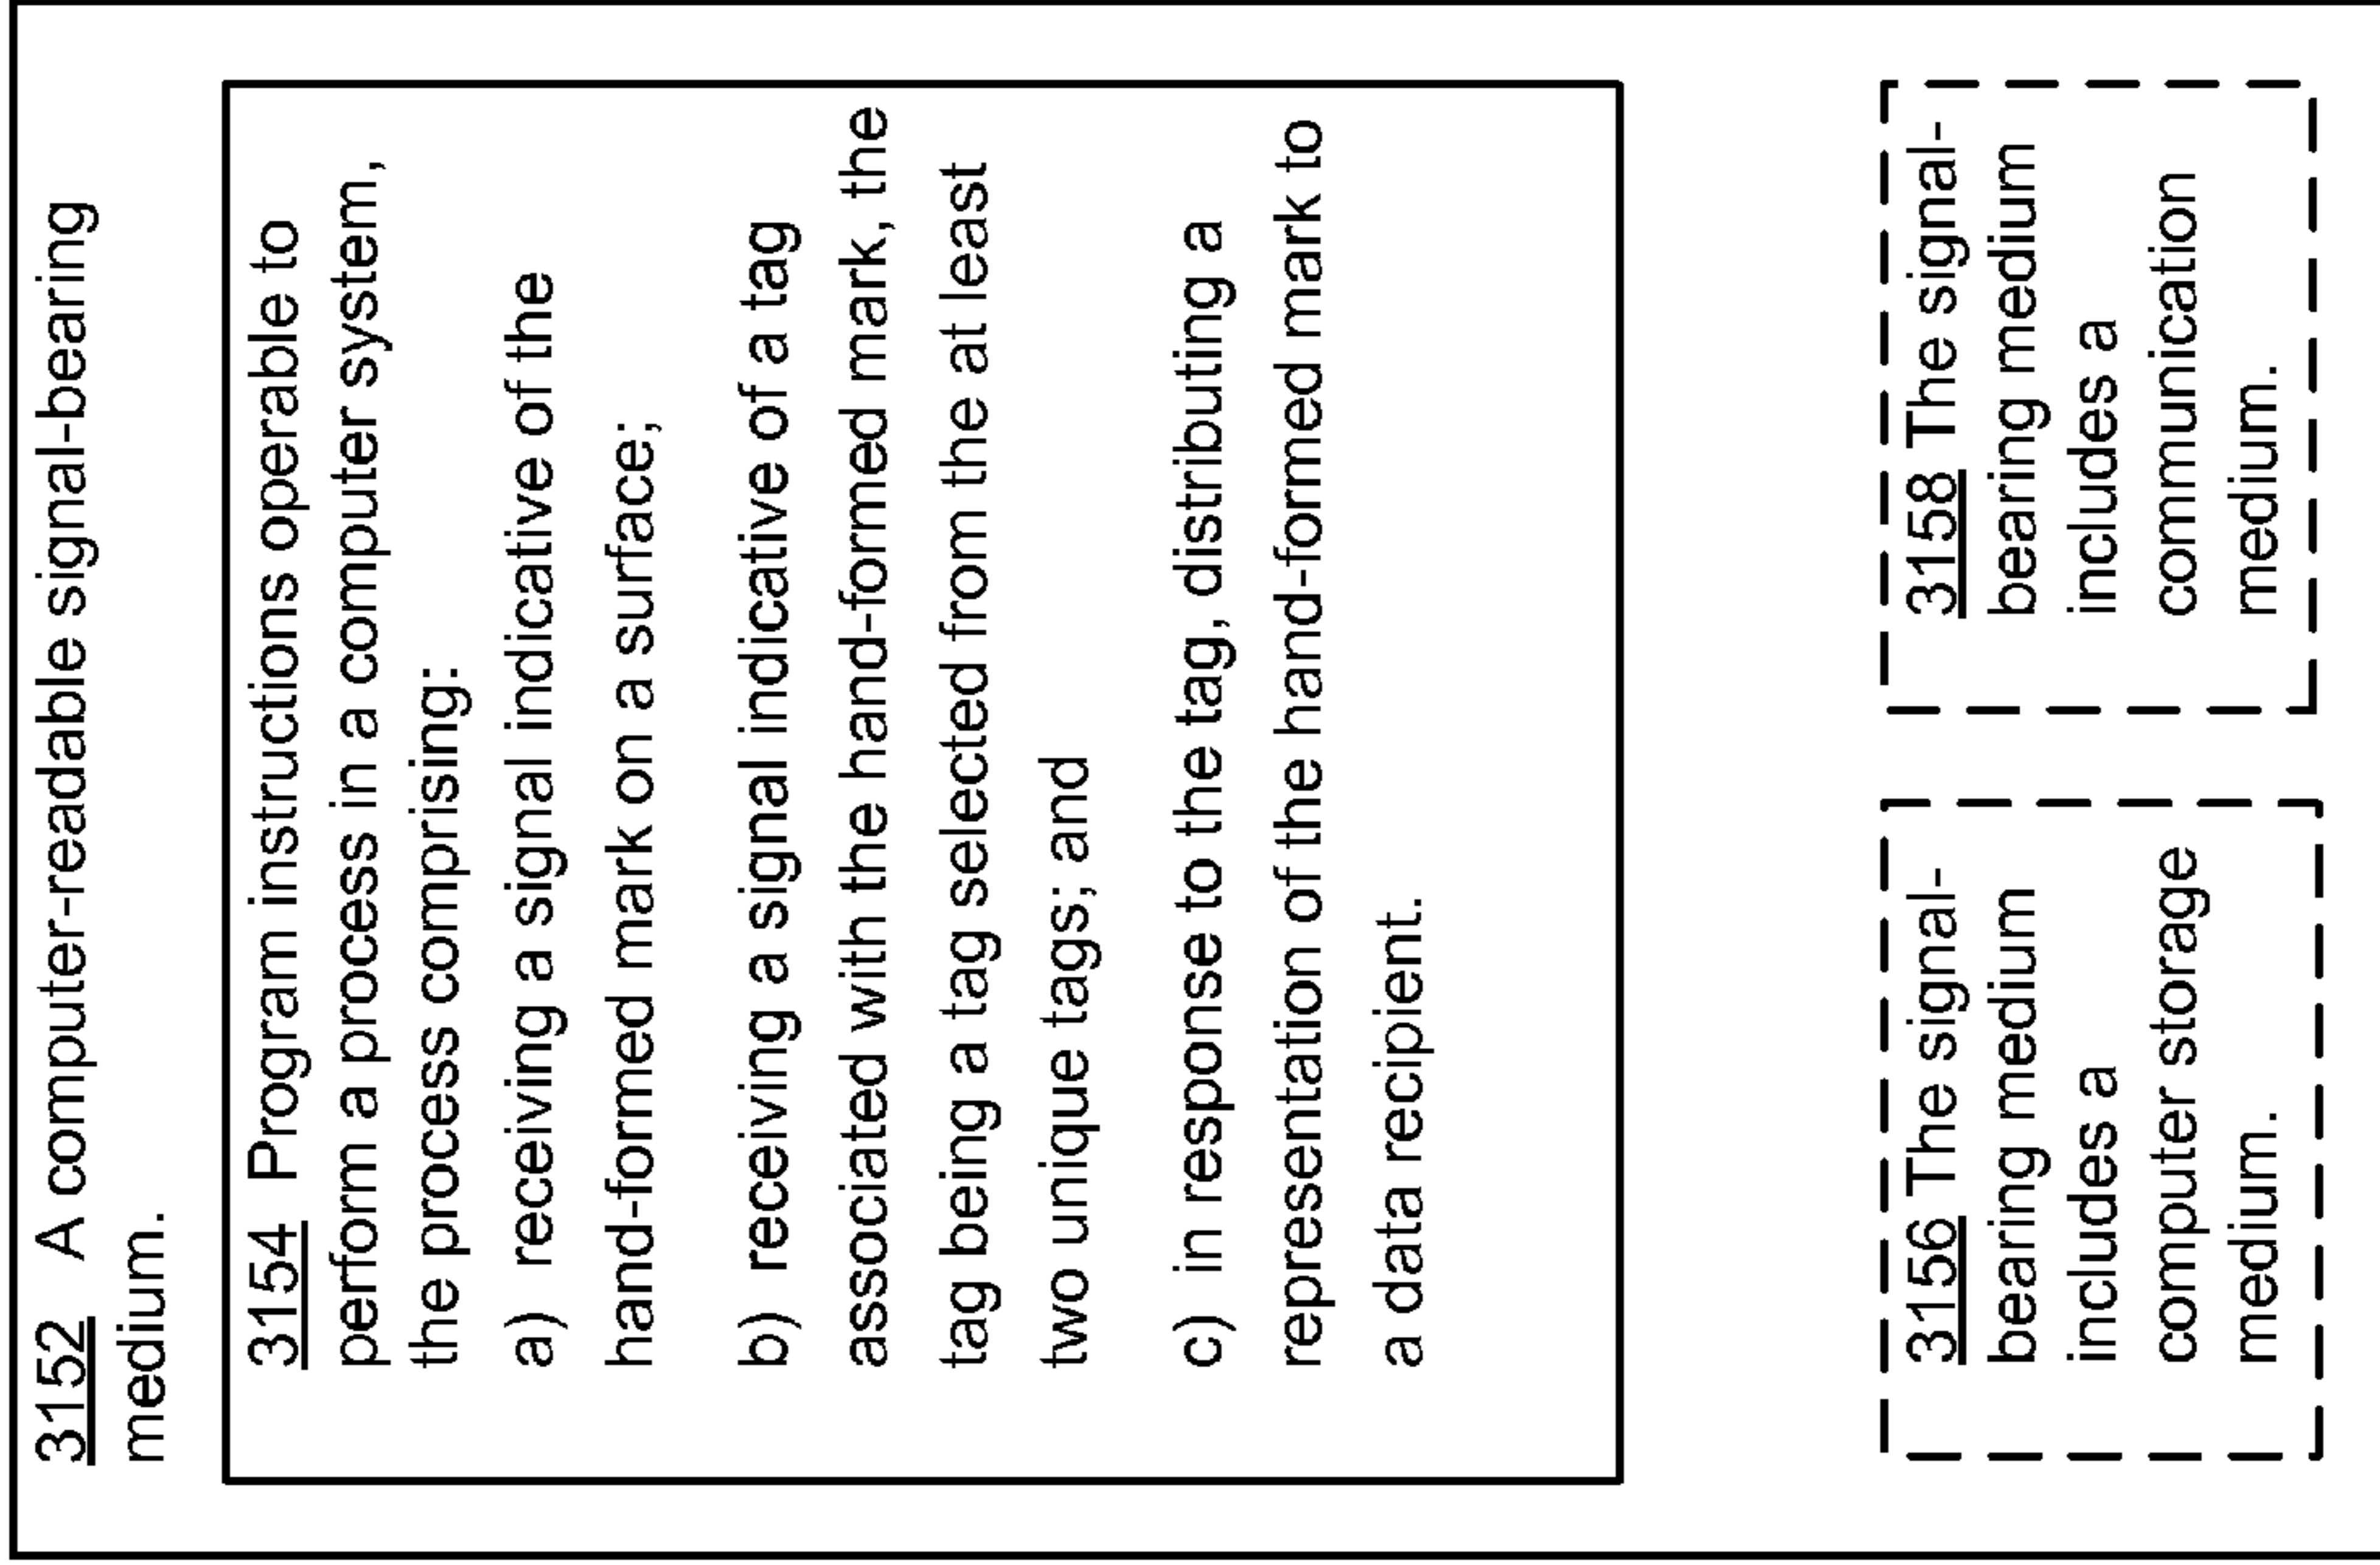 3152 A computer-readable signal-bearing
medium.
3154 Program instructions operable to
perform a process in a computer system,
the process comprising:
a) receiving a signal indicative of the
hand-formed mark on a surface;
b) receiving a signal indicative of a tag
associated with the hand-formed mark, the
tag being a tag selected from the at least
two unique tags; and
c) in response to the tag, distributing a
representation of the hand-formed mark to
a data recipient.
3156 The signal-
bearing medium
includes a
computer storage
medium.
3158 The signal-
bearing medium
includes a
communication
medium.